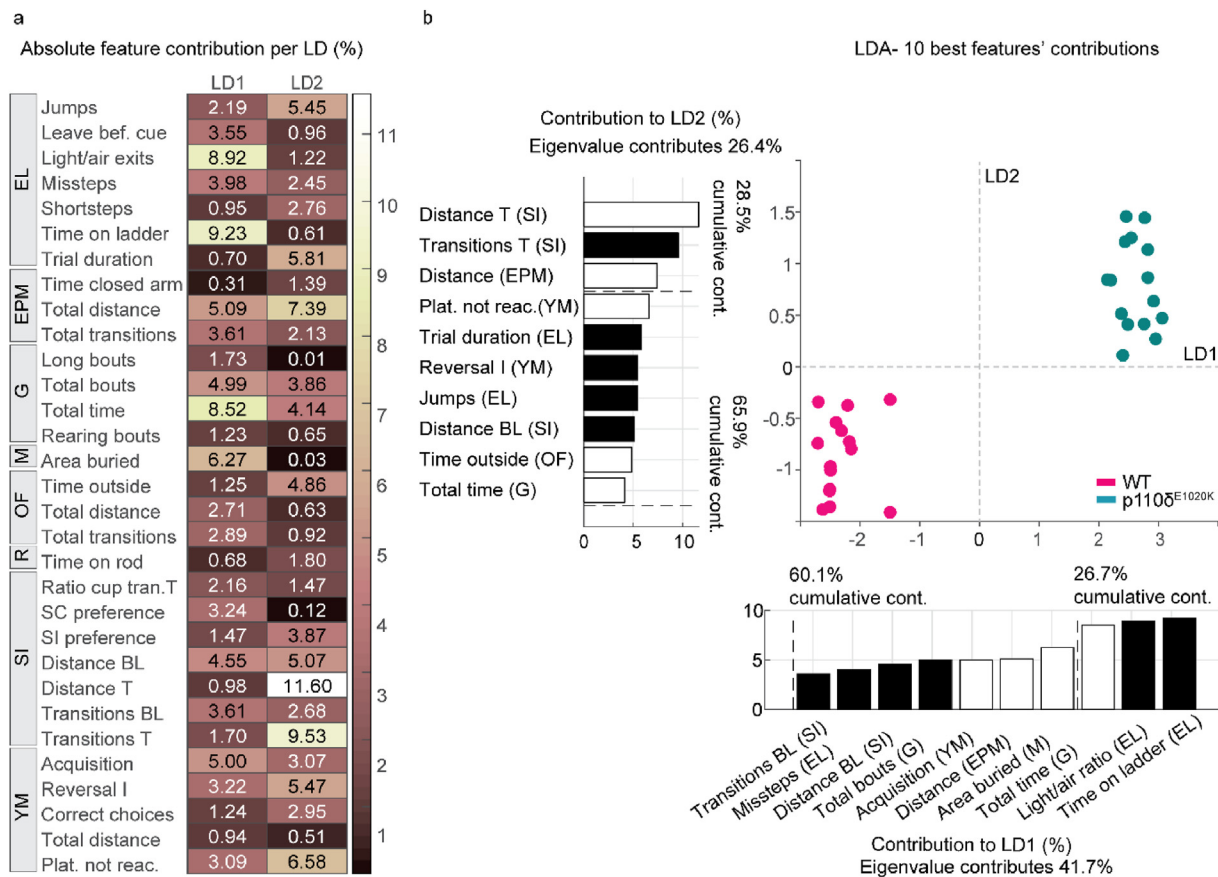 a
Absolute feature contribution per LD (%)
LD1 LD2
EL
Jumps 2.19 5.45
Leave bef. cue 3.55 0.96
Light/air exits 8.92 1.22
Missteps 3.98 2.45
Shortsteps 0.95 2.76
Time on ladder 9.23 0.61
Trial duration 0.70 5.81
EPM
Time closed arm 0.31 1.39
Total distance 5.09 7.39
Total transitions 3.61 2.13
G
Long bouts 1.73 0.01
Total bouts 4.99 3.86
Total time 8.52 4.14
Rearing bouts 1.23 0.65
M
Area buried 6.27 0.03
OF
Time outside 1.25 4.86
Total distance 2.71 0.63
Total transitions 2.89 0.92
R
Time on rod 0.68 1.80
SI
Ratio cup tran.T 2.16 1.47
SC preference 3.24 0.12
SI preference 1.47 3.87
Distance BL 4.55 5.07
Distance T 0.98 11.60
Transitions BL 3.61 2.68
Transitions T 1.70 9.53
YM
Acquisition 5.00 3.07
Reversal I 3.22 5.47
Correct choices 1.24 2.95
Total distance 0.94 0.51
Plat. not reac. 3.09 6.58
11
10
9
8
7
6
5
4
3
2
1
b
LDA- 10 best features' contributions
Contribution to LD2 (%)
Eigenvalue contributes 26.4%
Distance T (SI)
Transitions T (SI)
Distance (EPM)
Plat. not reac.(YM)
Trial duration (EL)
Reversal I (YM)
Jumps (EL)
Distance BL (SI)
Time outside (OF)
Total time (G)
0 5 10
28.5%
cumulative cont.
65.9%
cumulative cont.
LD2
LD1
1.5
1
0.5
0
-0.5
-1
-2 -1 0 1 2 3
WT
p110δE1020K
60.1%
cumulative cont.
26.7%
cumulative cont.
10
5
0
Transitions BL (SI)
Missteps (EL)
Distance BL (SI)
Total bouts (G)
Acquisition (YM)
Distance (EPM)
Area buried (M)
Total time (G)
Light/air ratio (EL)
Time on ladder (EL)
Contribution to LD1 (%)
Eigenvalue contributes 41.7%